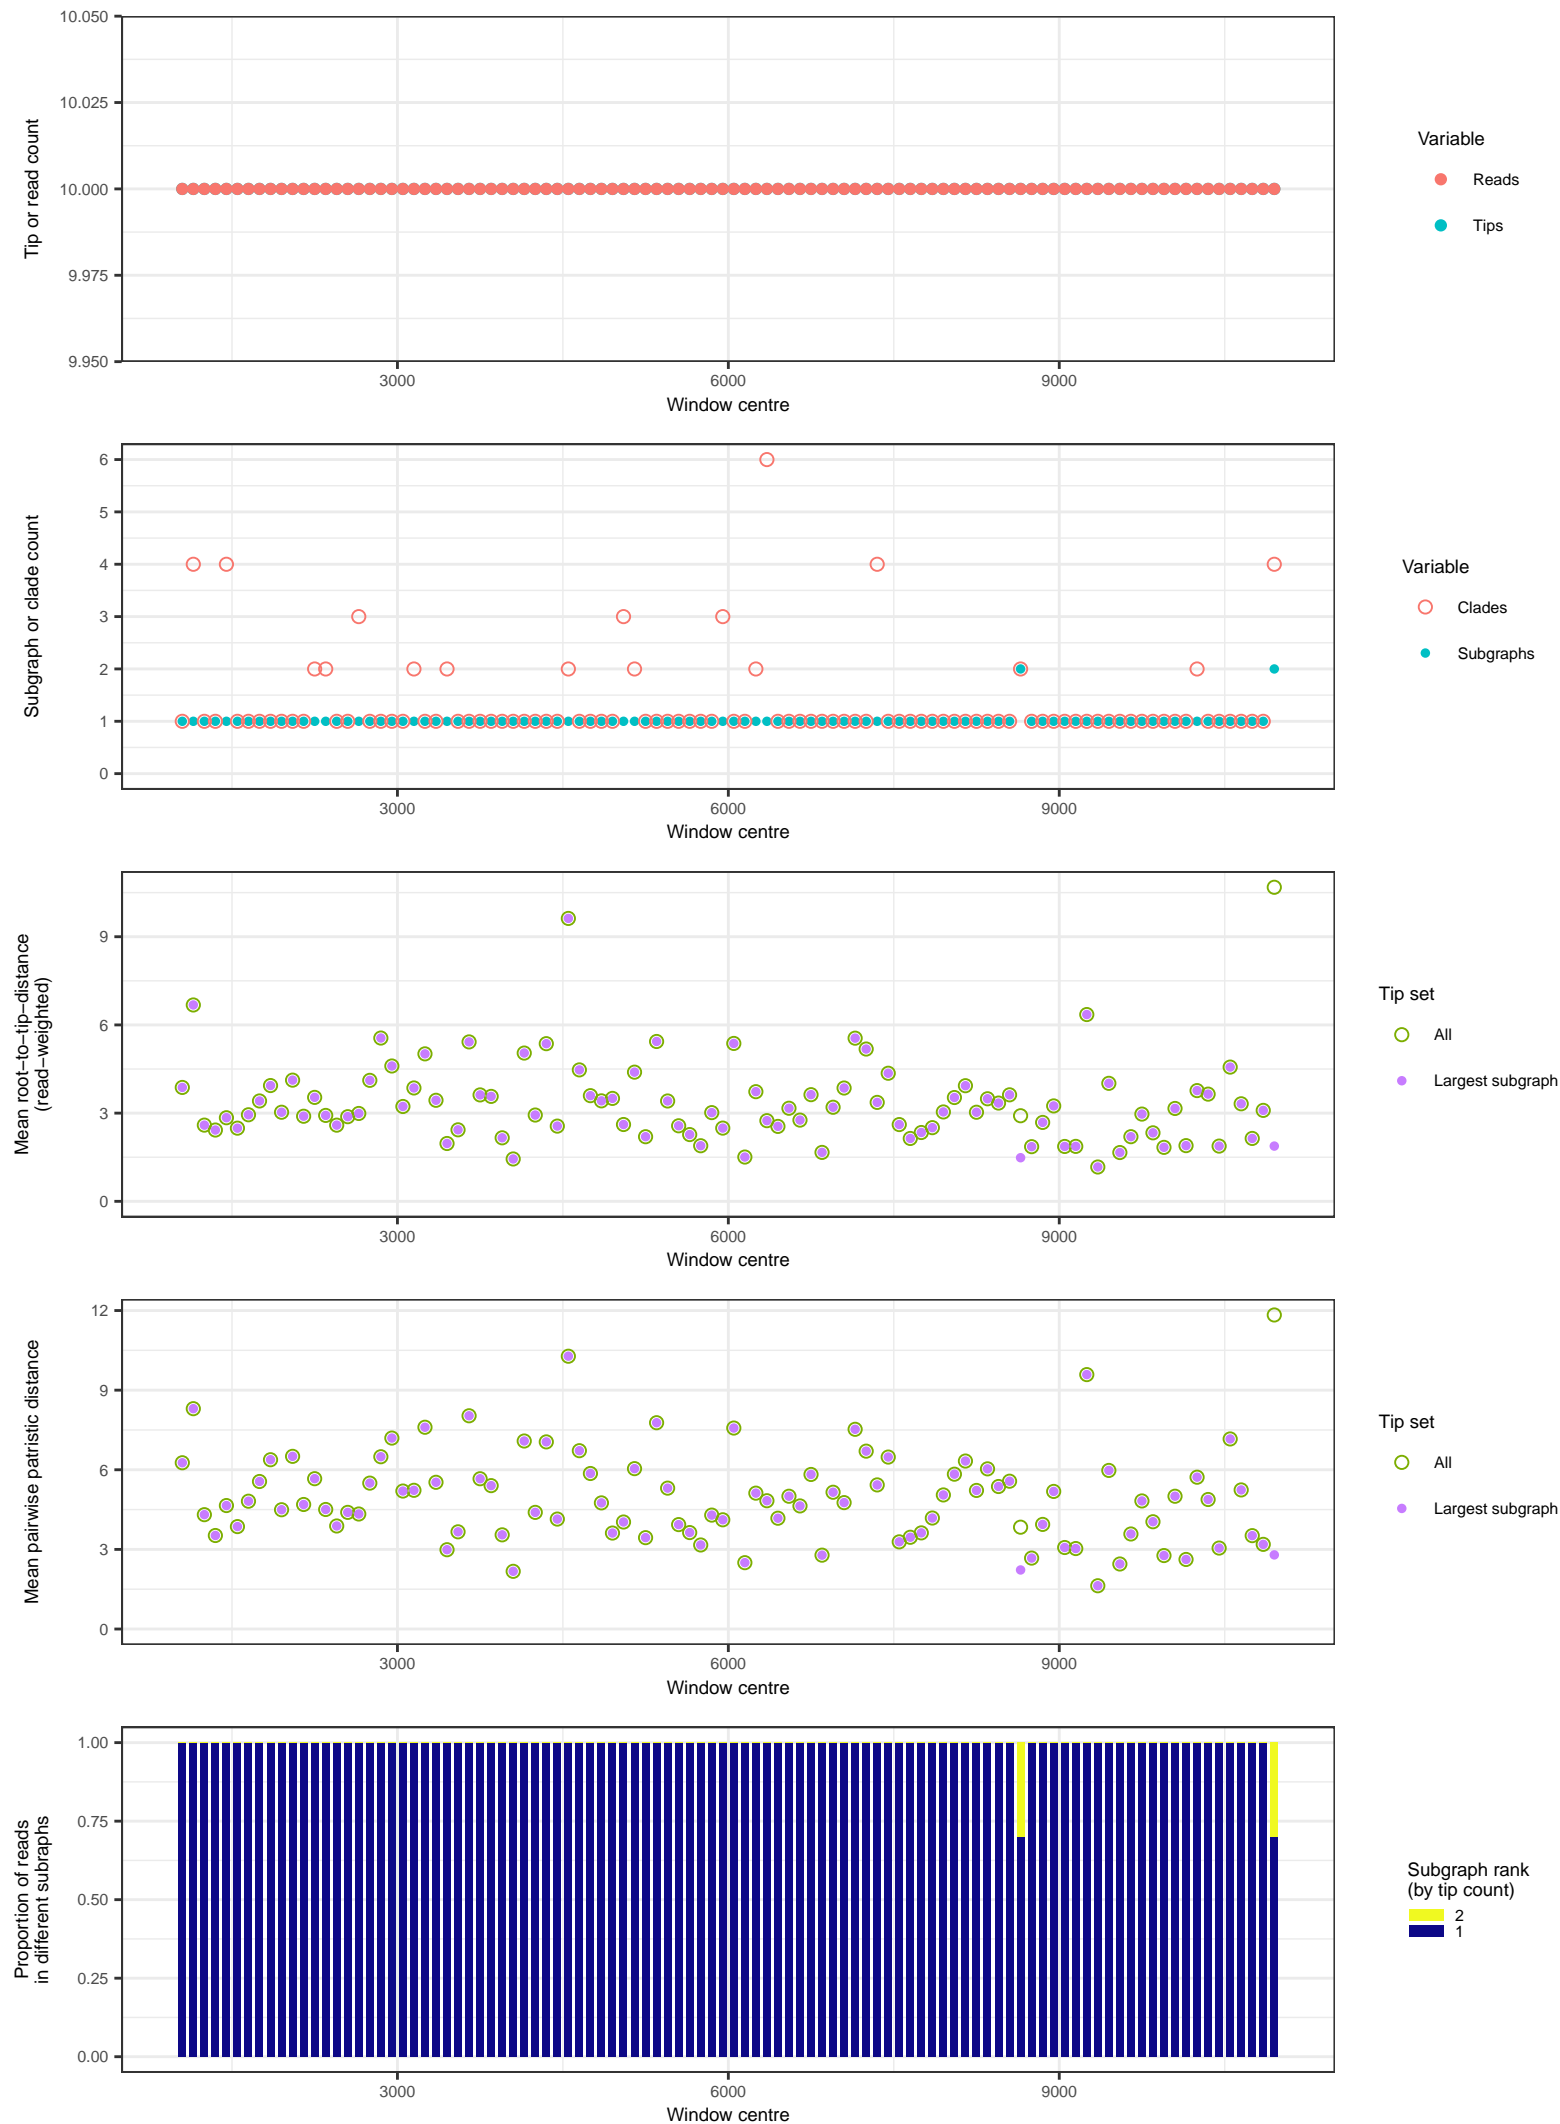 10.050
10.025
10.000
9.975
9.950
Tip or read count
3000 6000 9000
Window centre
Variable
Reads
Tips
6
5
4
3
2
1
0
Subgraph or clade count
3000 6000 9000
Window centre
Variable
Clades
Subgraphs
9
6
3
0
Mean root−to−tip−distance
(read−weighted)
3000 6000 9000
Window centre
Tip set
All
Largest subgraph
12
9
6
3
0
Mean pairwise patristic distance
3000 6000 9000
Window centre
Tip set
All
Largest subgraph
1.00
0.75
0.50
0.25
0.00
Proportion of reads
in different subraphs
3000 6000 9000
Window centre
Subgraph rank
(by tip count)
2
1